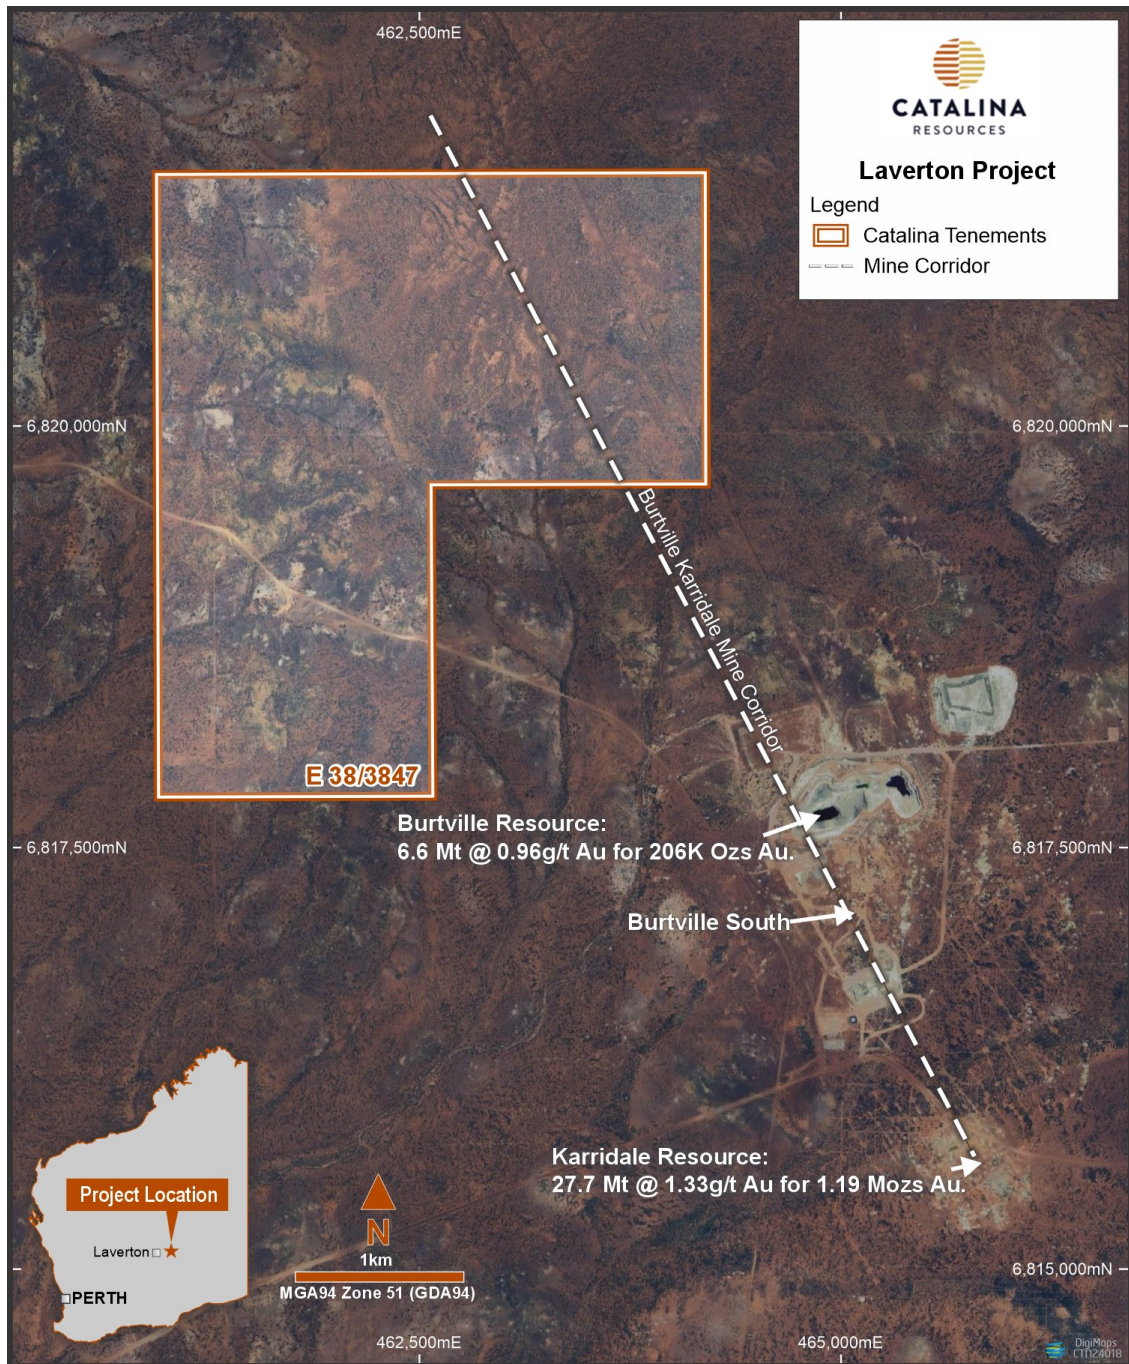 462,500mE
CATALINA
RESOURCES
Laverton Project
Legend
Catalina Tenements
Mine Corridor
6,820,000mN
6,820,000mN
Burtville Karridale Mine Corridor
E 38/3847
Burtville Resource:
6.6 Mt @ 0.96g/t Au for 206K Ozs Au.
6,817,500mN
6,817,500mN
Burtville South
Karridale Resource:
27.7 Mt @ 1.33g/t Au for 1.19 Mozs Au.
Project Location
Laverton
PERTH
N
1km
MGA94 Zone 51 (GDA94)
6,815,000mN
462,500mE
465,000mE
DigiMaps
CTN24018